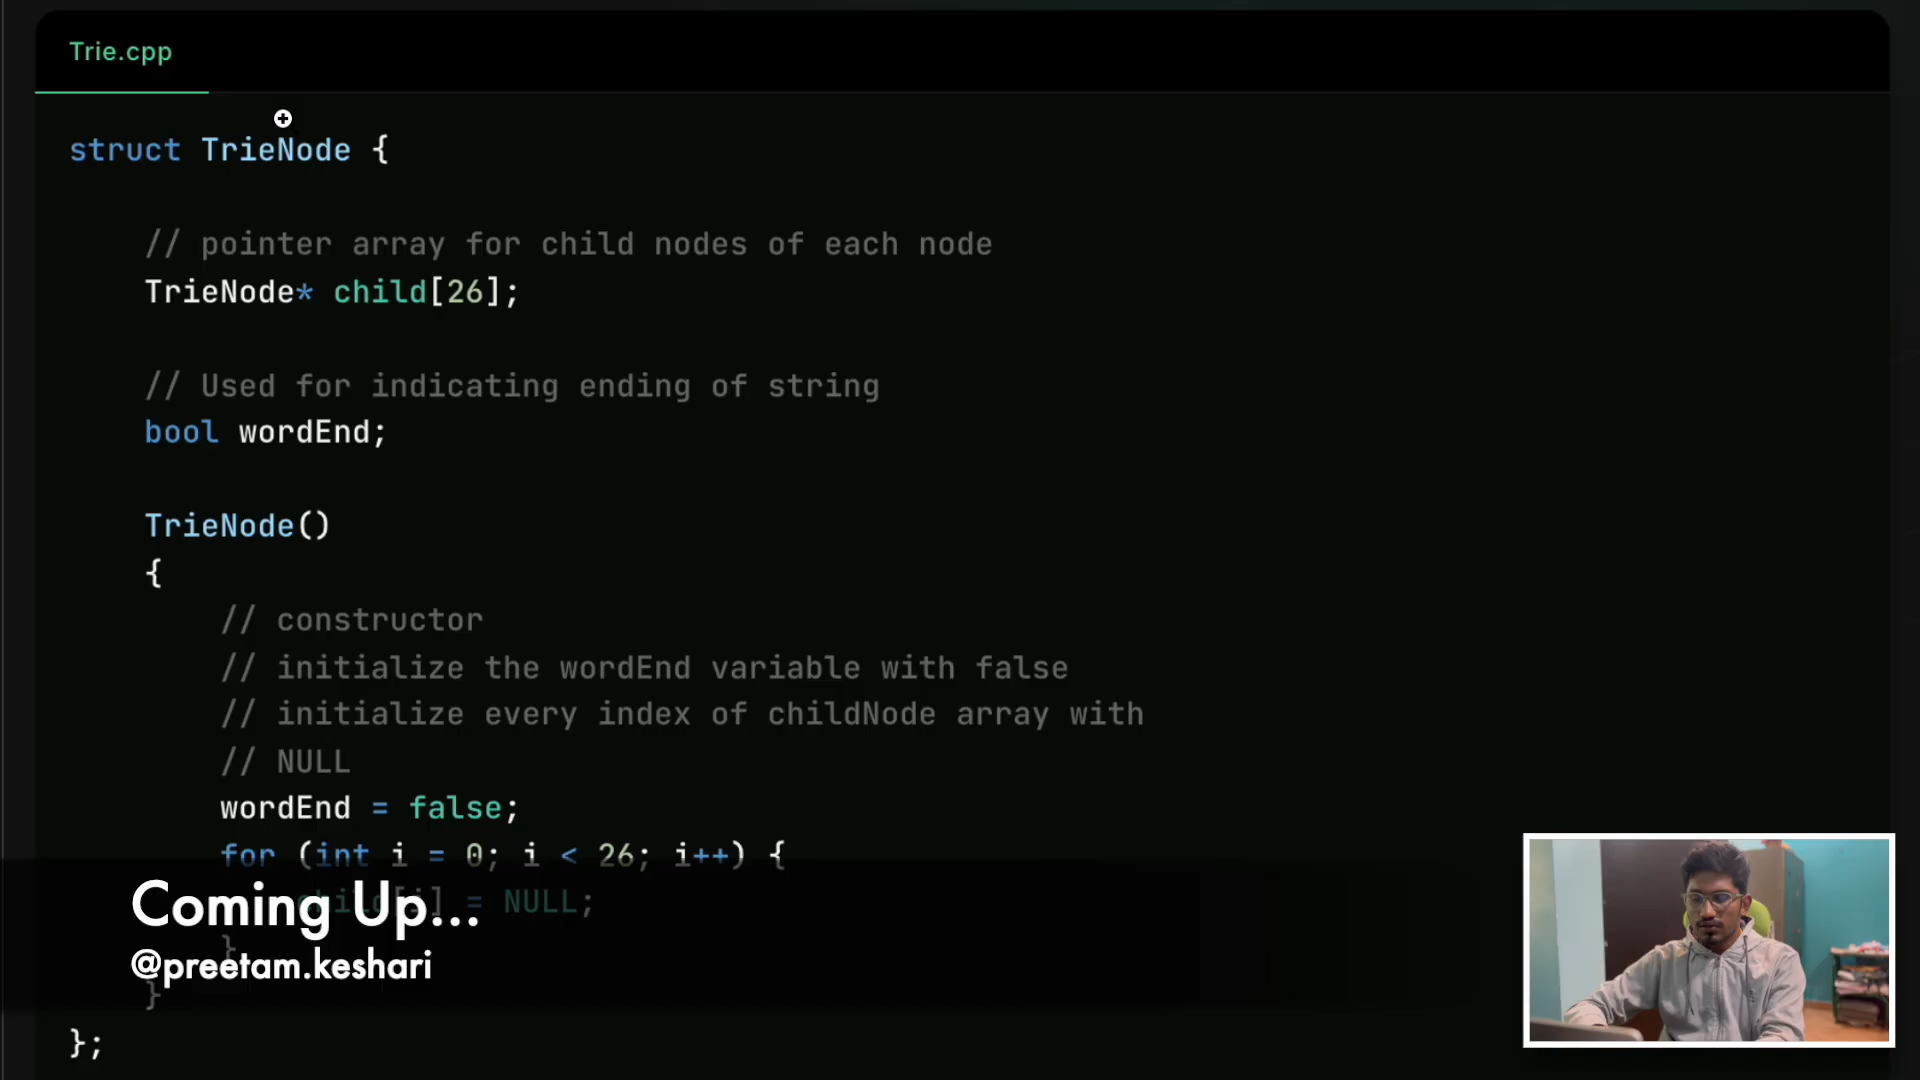 Trie.cpp
struct TrieNode {
// pointer array for child nodes of each node
TrieNode* child[26];
// Used for indicating ending of string
bool wordEnd;
TrieNode()
{
// constructor
// initialize the wordEnd variable with false
// initialize every index of childNode array with
// NULL
wordEnd = false;
for (int i = 0; i < 26; i++) {
child[i] = NULL;
}
}
};
Coming Up...
@preetam.keshari